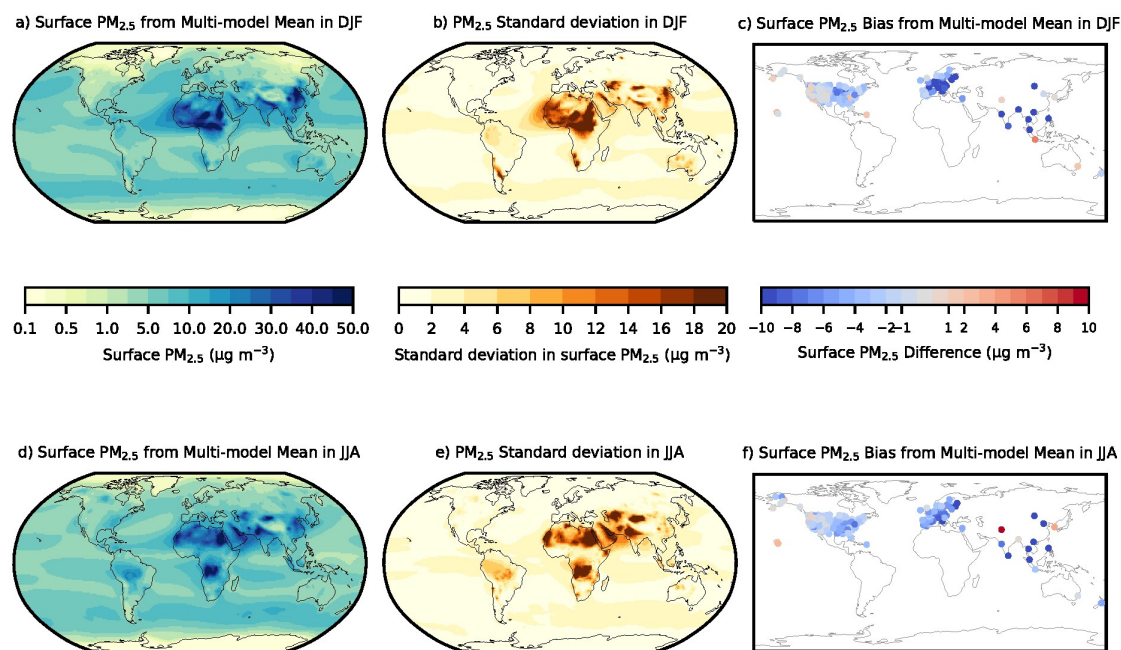 a) Surface PM₂.₅ from Multi-model Mean in DJF
b) PM₂.₅ Standard deviation in DJF
c) Surface PM₂.₅ Bias from Multi-model Mean in DJF
0.1 0.5 1.0 5.0 10.0 20.0 30.0 40.0 50.0
Surface PM₂.₅ (μg m⁻³)
0 2 4 6 8 10 12 14 16 18 20
Standard deviation in surface PM₂.₅ (μg m⁻³)
−10 −8 −6 −4 −2 −1 1 2 4 6 8 10
Surface PM₂.₅ Difference (μg m⁻³)
d) Surface PM₂.₅ from Multi-model Mean in JJA
e) PM₂.₅ Standard deviation in JJA
f) Surface PM₂.₅ Bias from Multi-model Mean in JJA